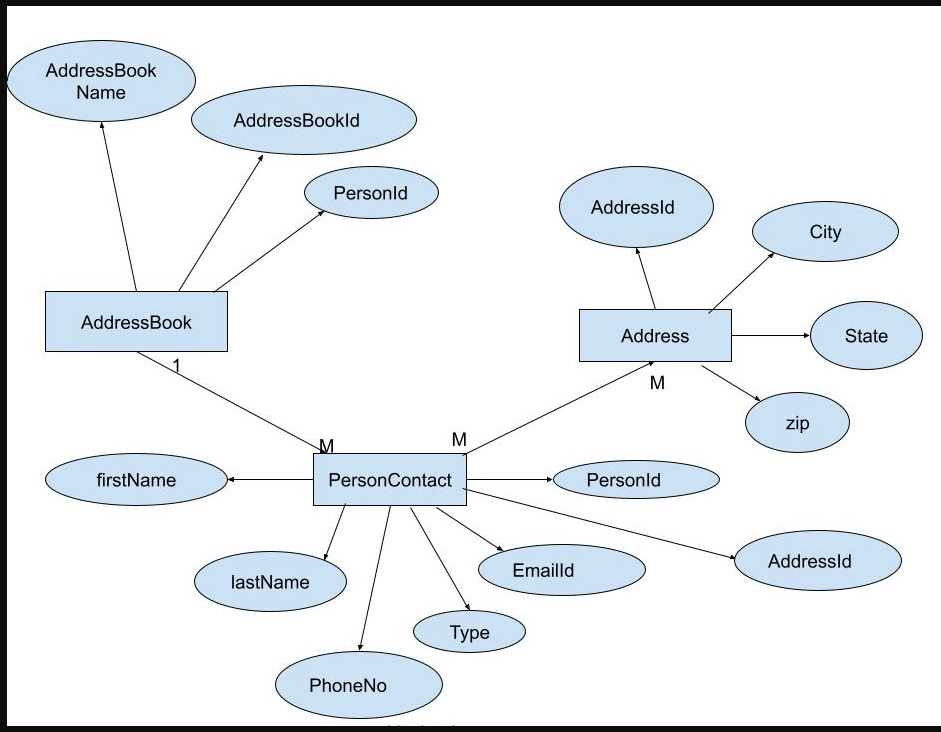 AddressBook
Name
AddressBookId
PersonId
AddressId
City
AddressBook
Address
State
1
M
zip
M
M
firstName
PersonContact
PersonId
AddressId
EmailId
lastName
Type
PhoneNo